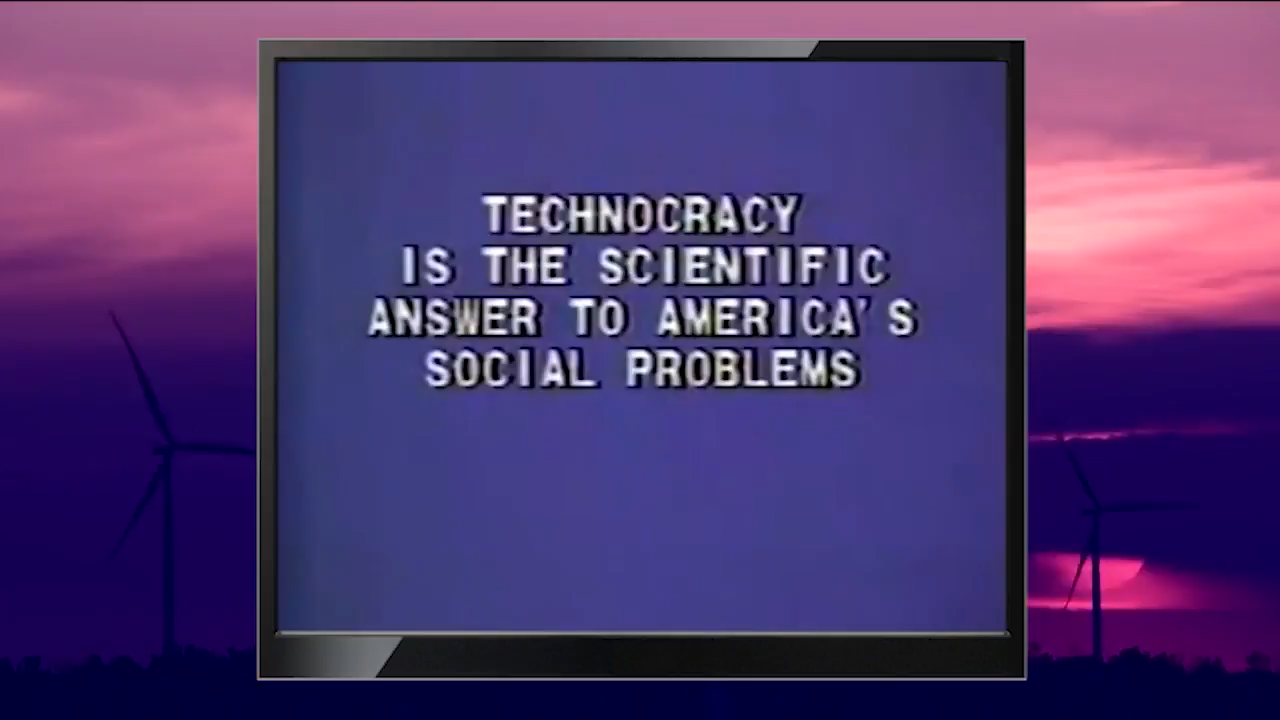 TECHNOCRACY
IS THE SCIENTIFIC
ANSWER TO AMERICA'S
SOCIAL PROBLEMS